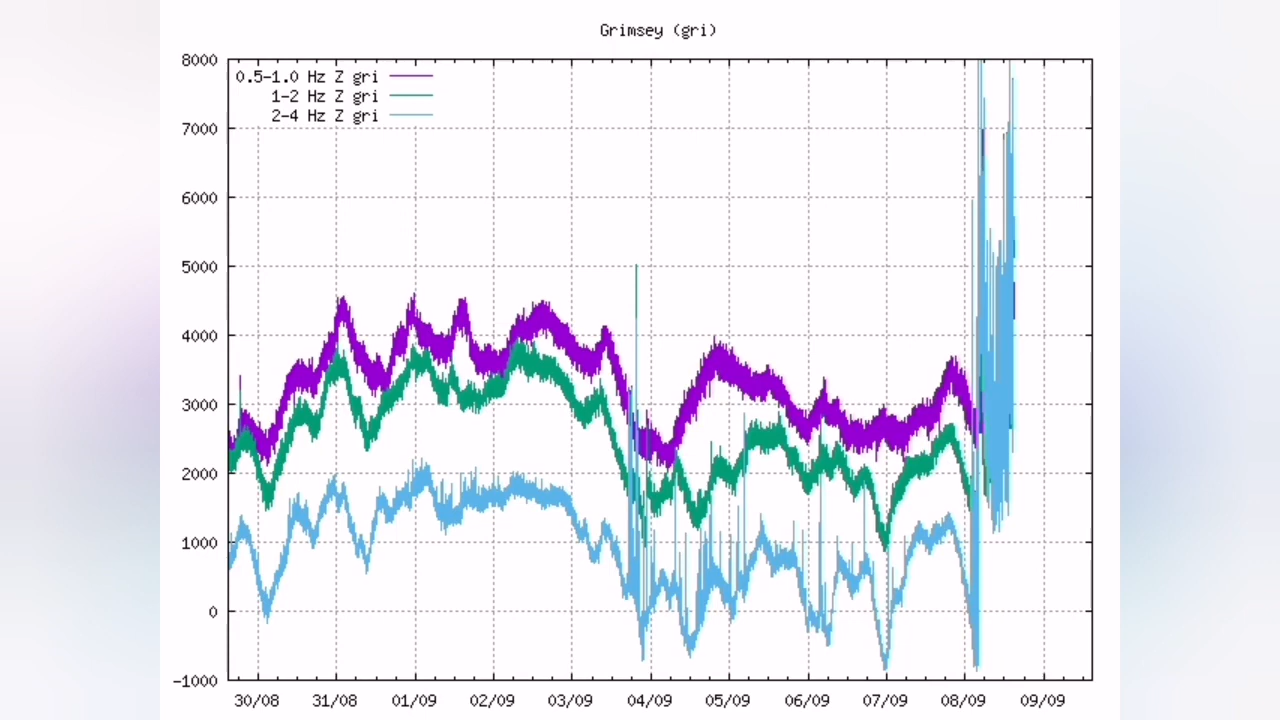 Grimsey (gri)
8000
0.5-1.0 Hz Z gri
1-2 Hz Z gri
2-4 Hz Z gri
7000
6000
5000
4000
3000
2000
1000
0
-1000
30/08 31/08 01/09 02/09 03/09 04/09 05/09 06/09 07/09 08/09 09/09